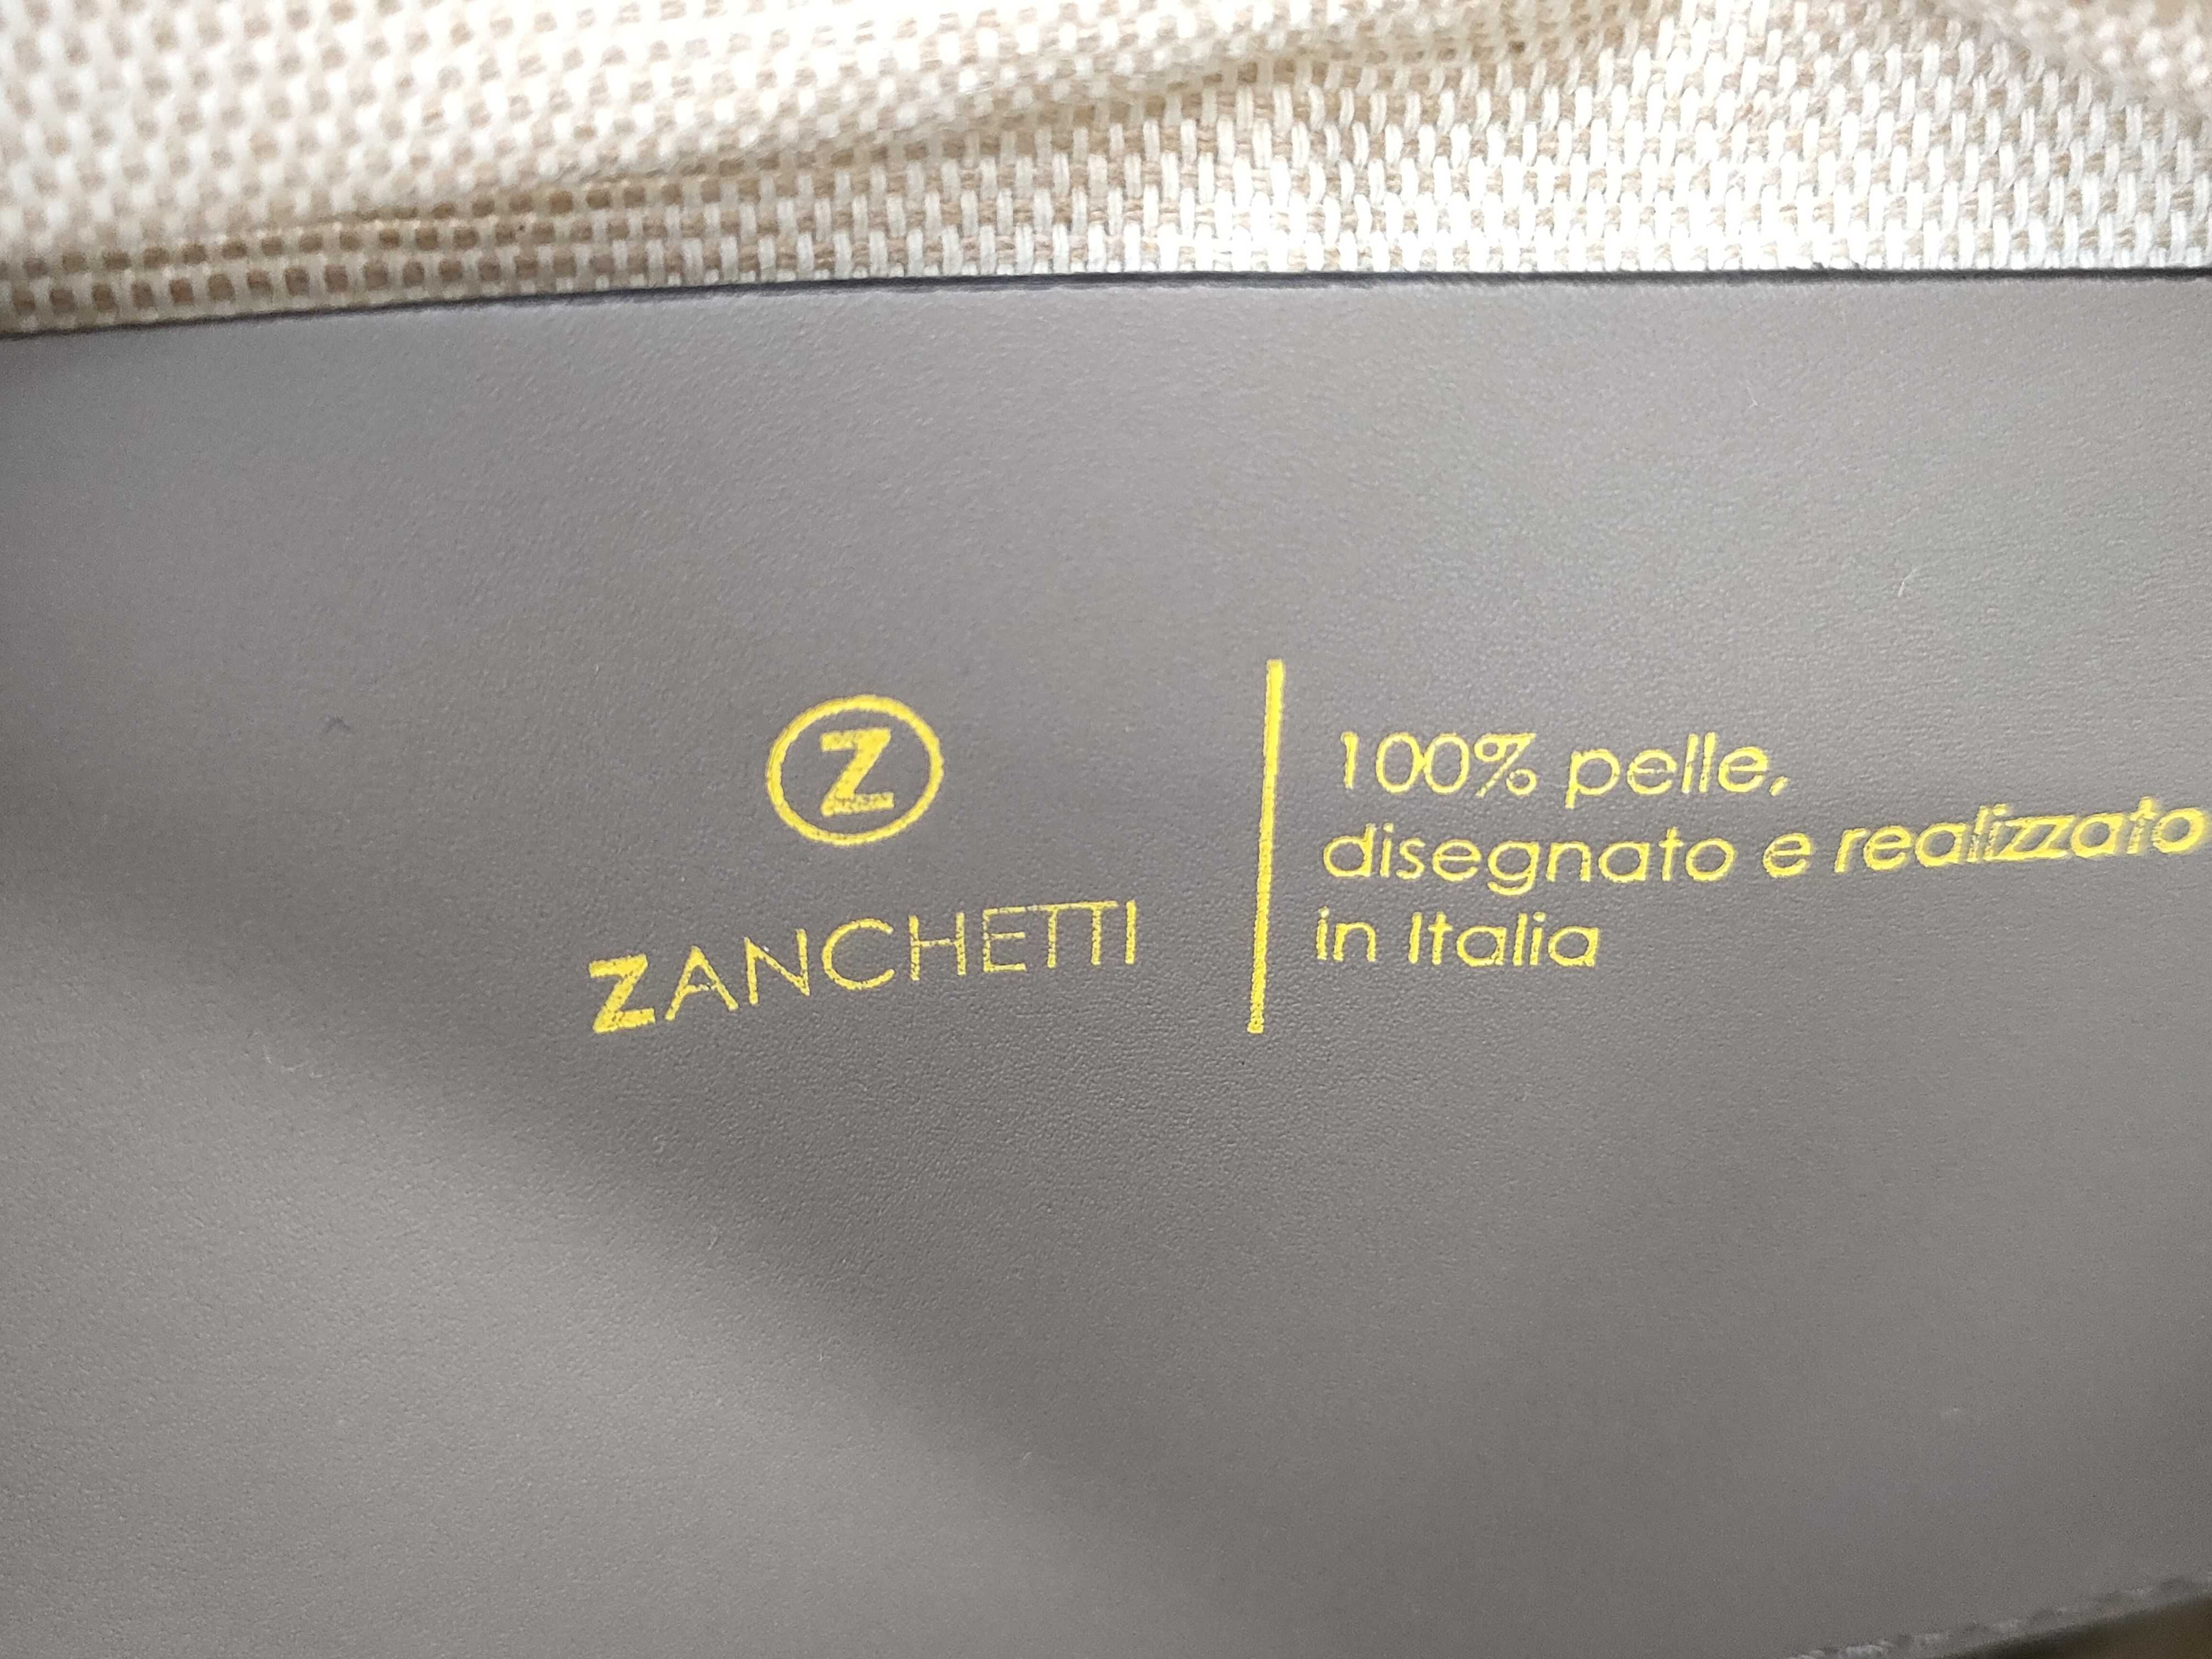 Z
ZANCHETTI
100% pelle,
disegnato e realizzato
in Italia